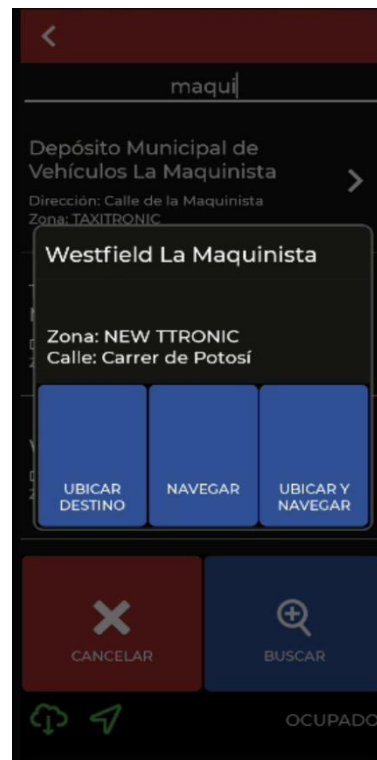 maqui
Depósito Municipal de
Vehículos La Maquinista
Dirección: Calle de la Maquinista
Zona: TAXITRONIC
Westfield La Maquinista
Zona: NEW TTRONIC
Calle: Carrer de Potosí
UBICAR
DESTINO
NAVEGAR
UBICAR Y
NAVEGAR
CANCELAR
BUSCAR
OCUPADO